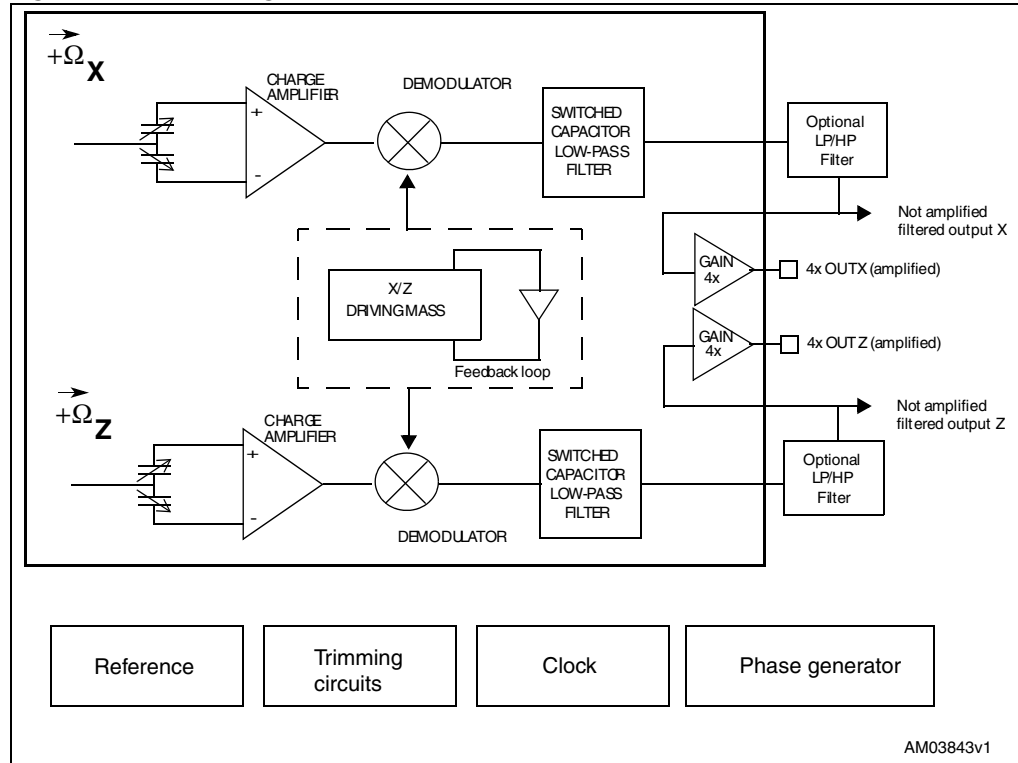 +Ω X
CHARGE
AMPLIFIER
+
-
DEMODULATOR
SWITCHED
CAPACITOR
LOW-PASS
FILTER
Optional
LP/HP
Filter
Not amplified
filtered output X
GAIN
4x
4x OUTX (amplified)
X/Z
DRIVING MASS
Feedback loop
GAIN
4x
4x OUTZ (amplified)
Not amplified
filtered output Z
+Ω Z
CHARGE
AMPLIFIER
+
-
DEMODULATOR
SWITCHED
CAPACITOR
LOW-PASS
FILTER
Optional
LP/HP
Filter
Reference
Trimming
circuits
Clock
Phase generator
AM03843v1